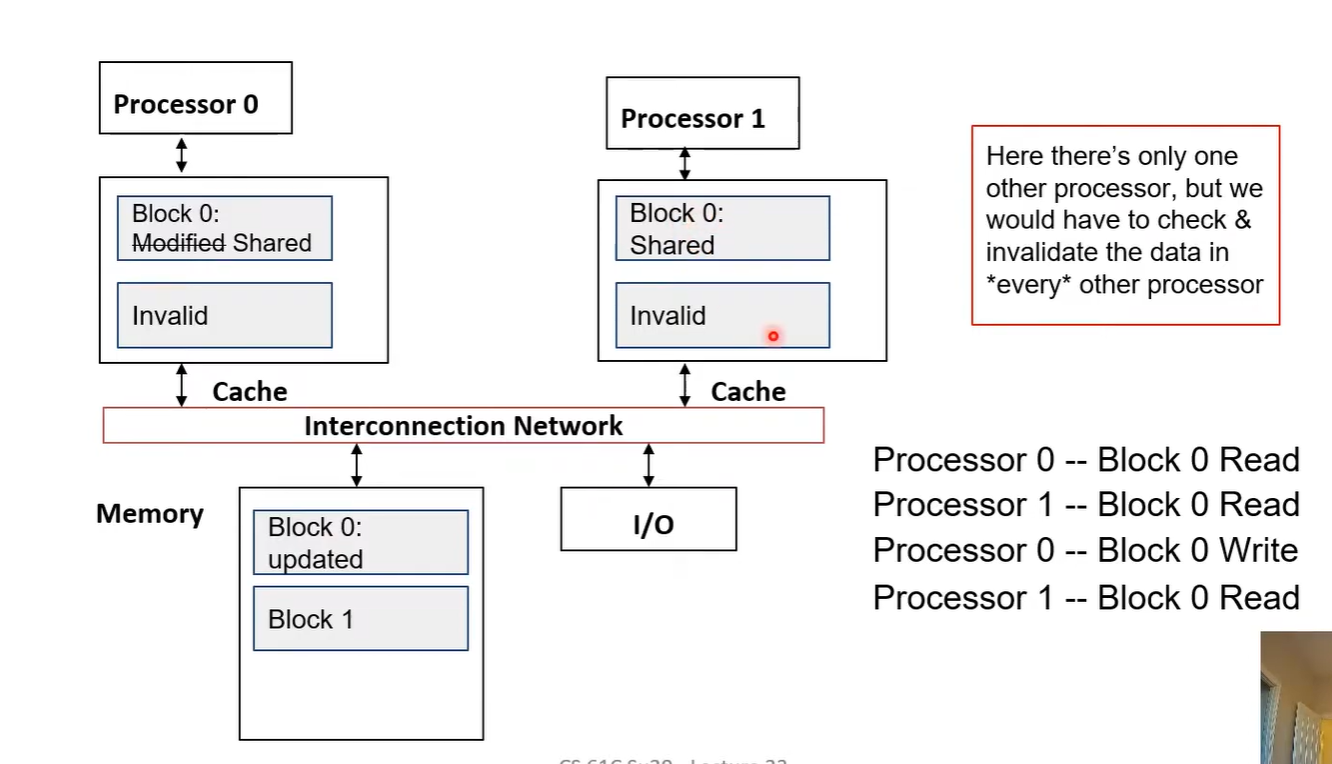 Processor 0
Processor 1
Block 0:
Modified Shared
Invalid
Block 0:
Shared
Invalid
Here there's only one
other processor, but we
would have to check &
invalidate the data in
*every* other processor
Cache
Cache
Interconnection Network
Memory
Block 0:
updated
Block 1
I/O
Processor 0 -- Block 0 Read
Processor 1 -- Block 0 Read
Processor 0 -- Block 0 Write
Processor 1 -- Block 0 Read